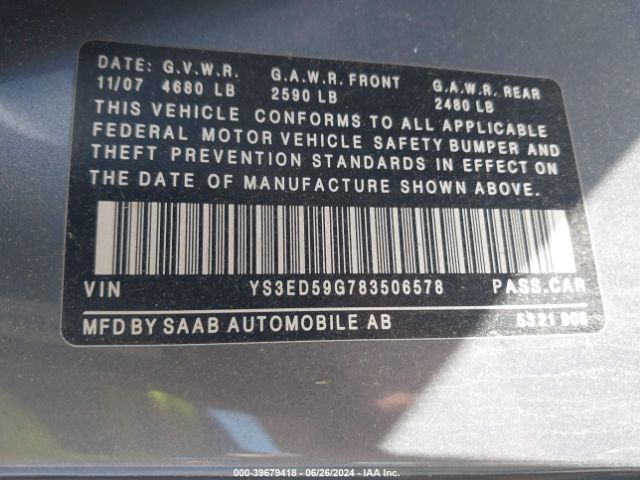 DATE: G.V.W.R. G.A.W.R. FRONT G.A.W.R. REAR
11/07 4680 LB 2590 LB 2480 LB
THIS VEHICLE CONFORMS TO ALL APPLICABLE
FEDERAL MOTOR VEHICLE SAFETY BUMPER AND
THEFT PREVENTION STANDARDS IN EFFECT ON
THE DATE OF MANUFACTURE SHOWN ABOVE.
VIN YS3ED59G783506578 PASS.CAR
MFD BY SAAB AUTOMOBILE AB 5321 906
000-39679418 - 06/26/2024 - IAA Inc.